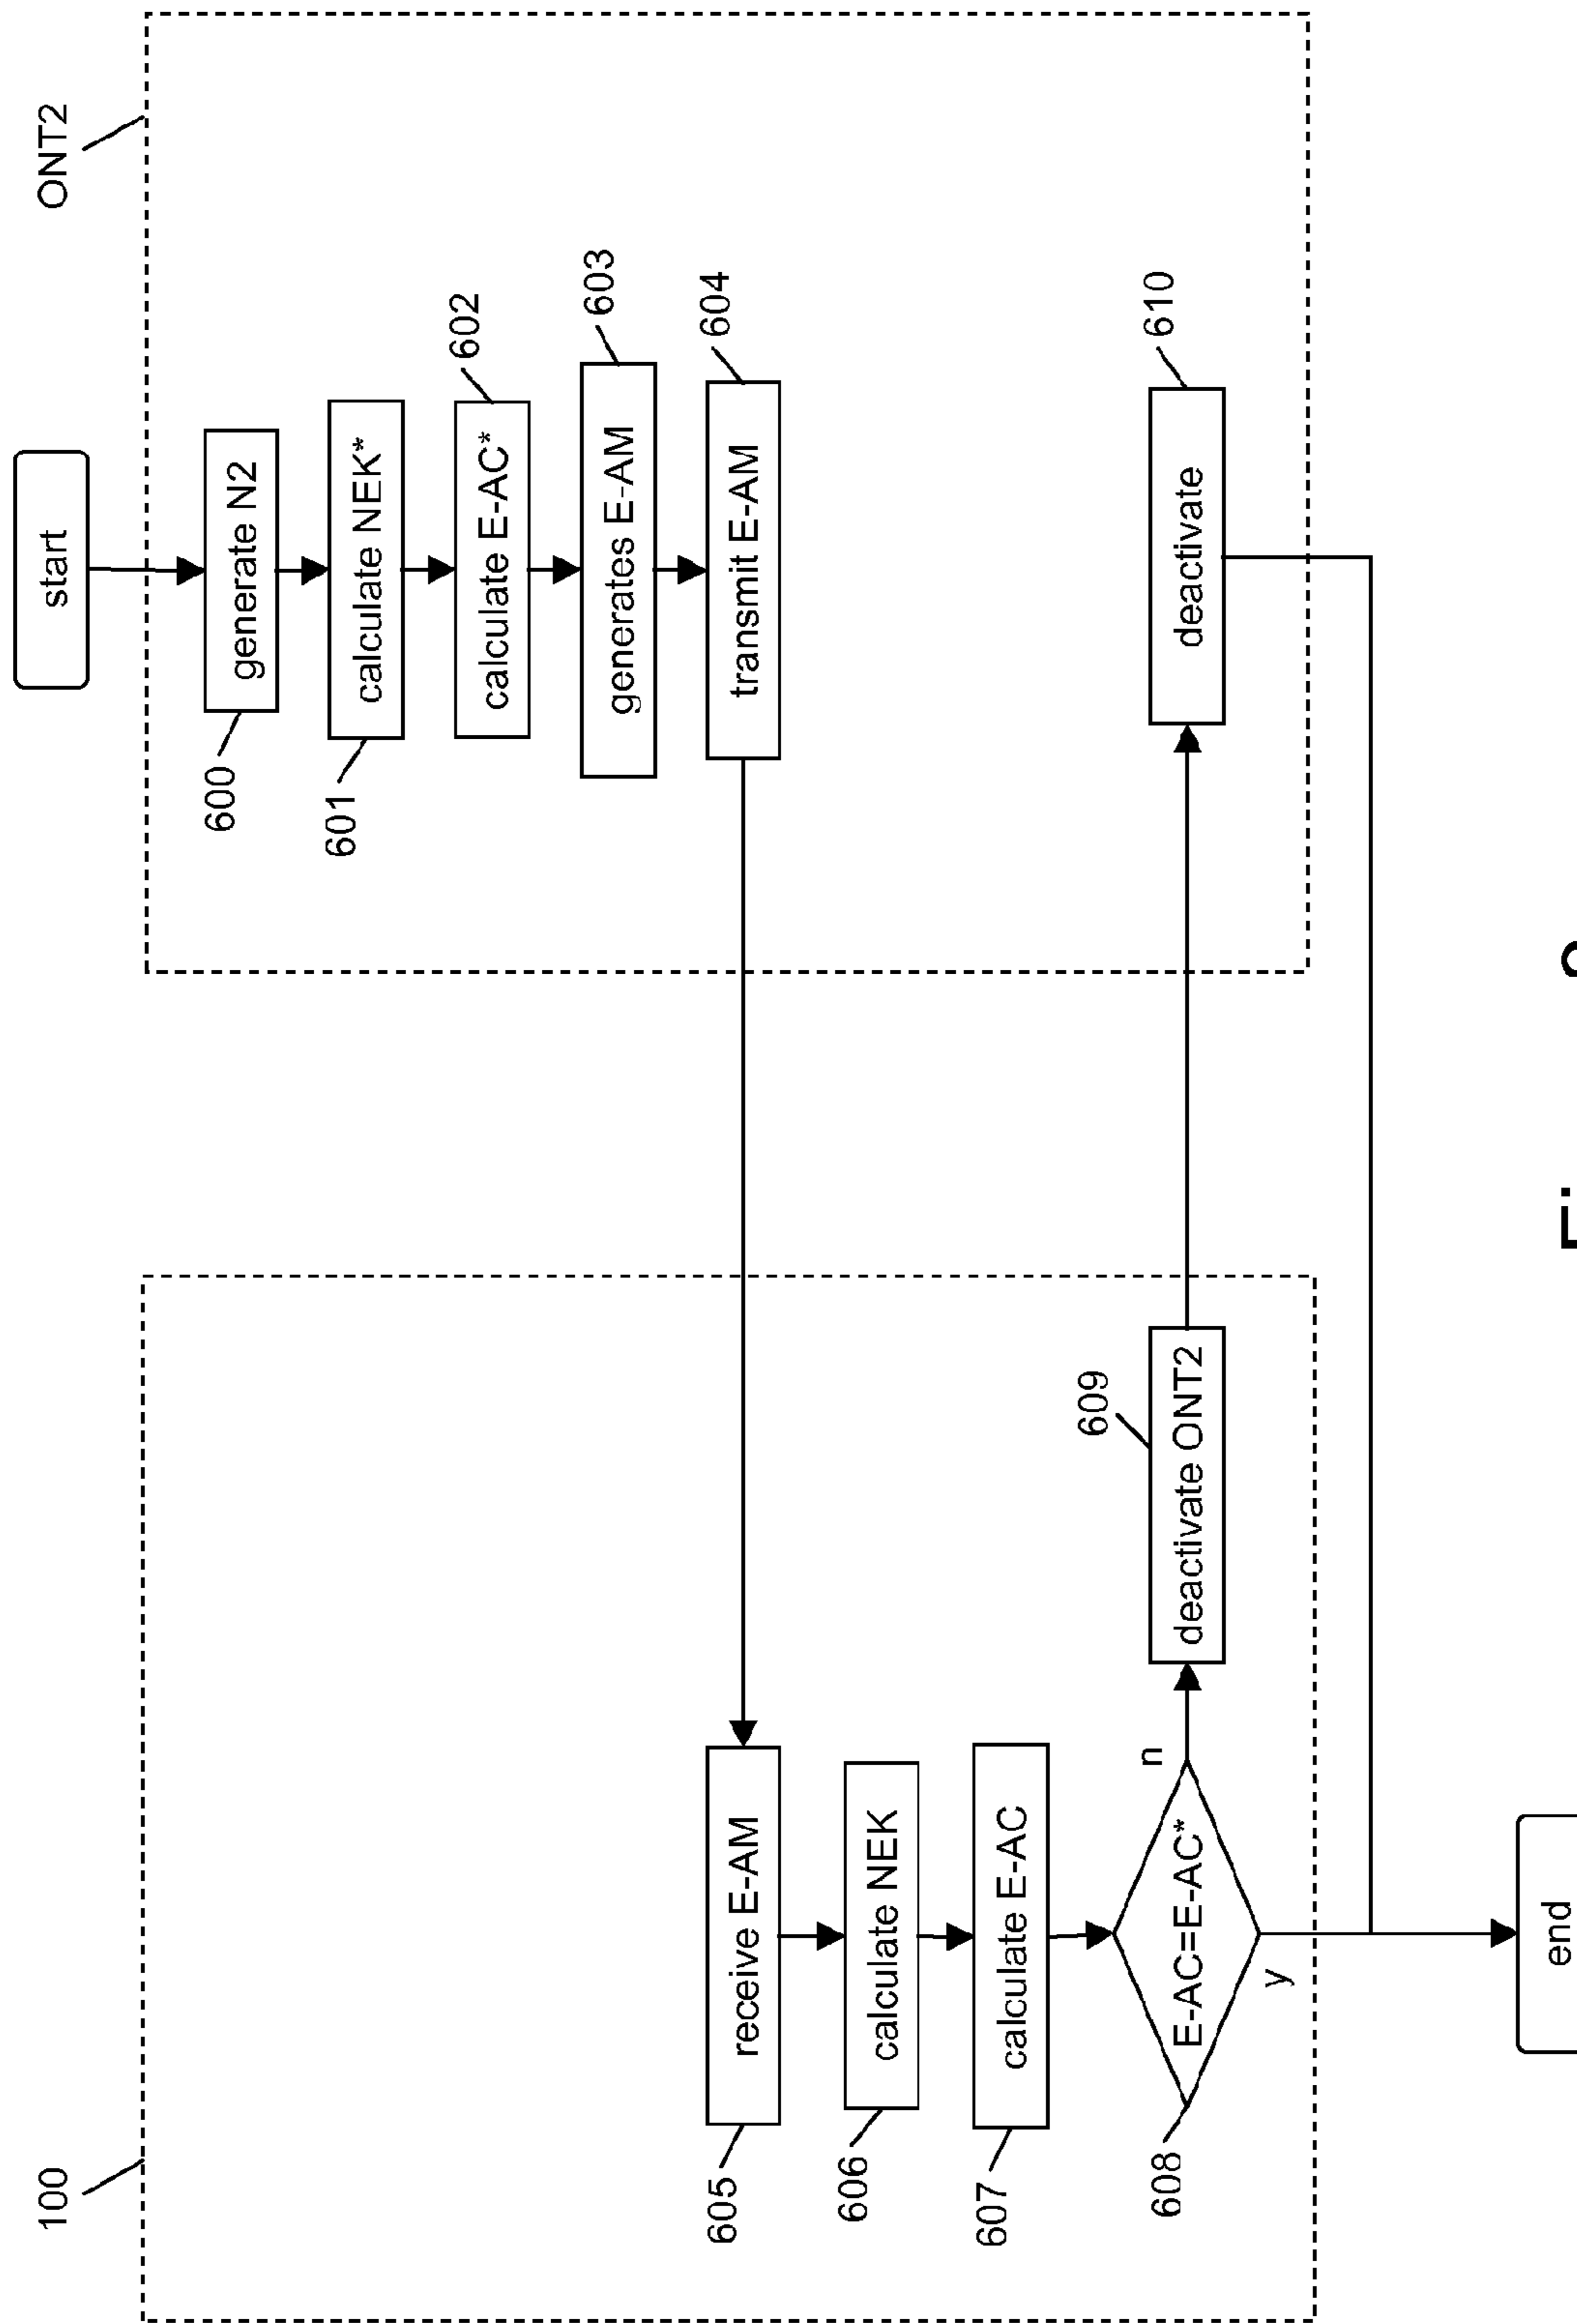 ONT2
start
generate N2
600
calculate NEK*
601
calculate E-AC*
602
generates E-AM
603
transmit E-AM
604
100
receive E-AM
605
calculate NEK
606
calculate E-AC
607
E-AC=E-AC*
608
n
y
deactivate ONT2
609
deactivate
610
end